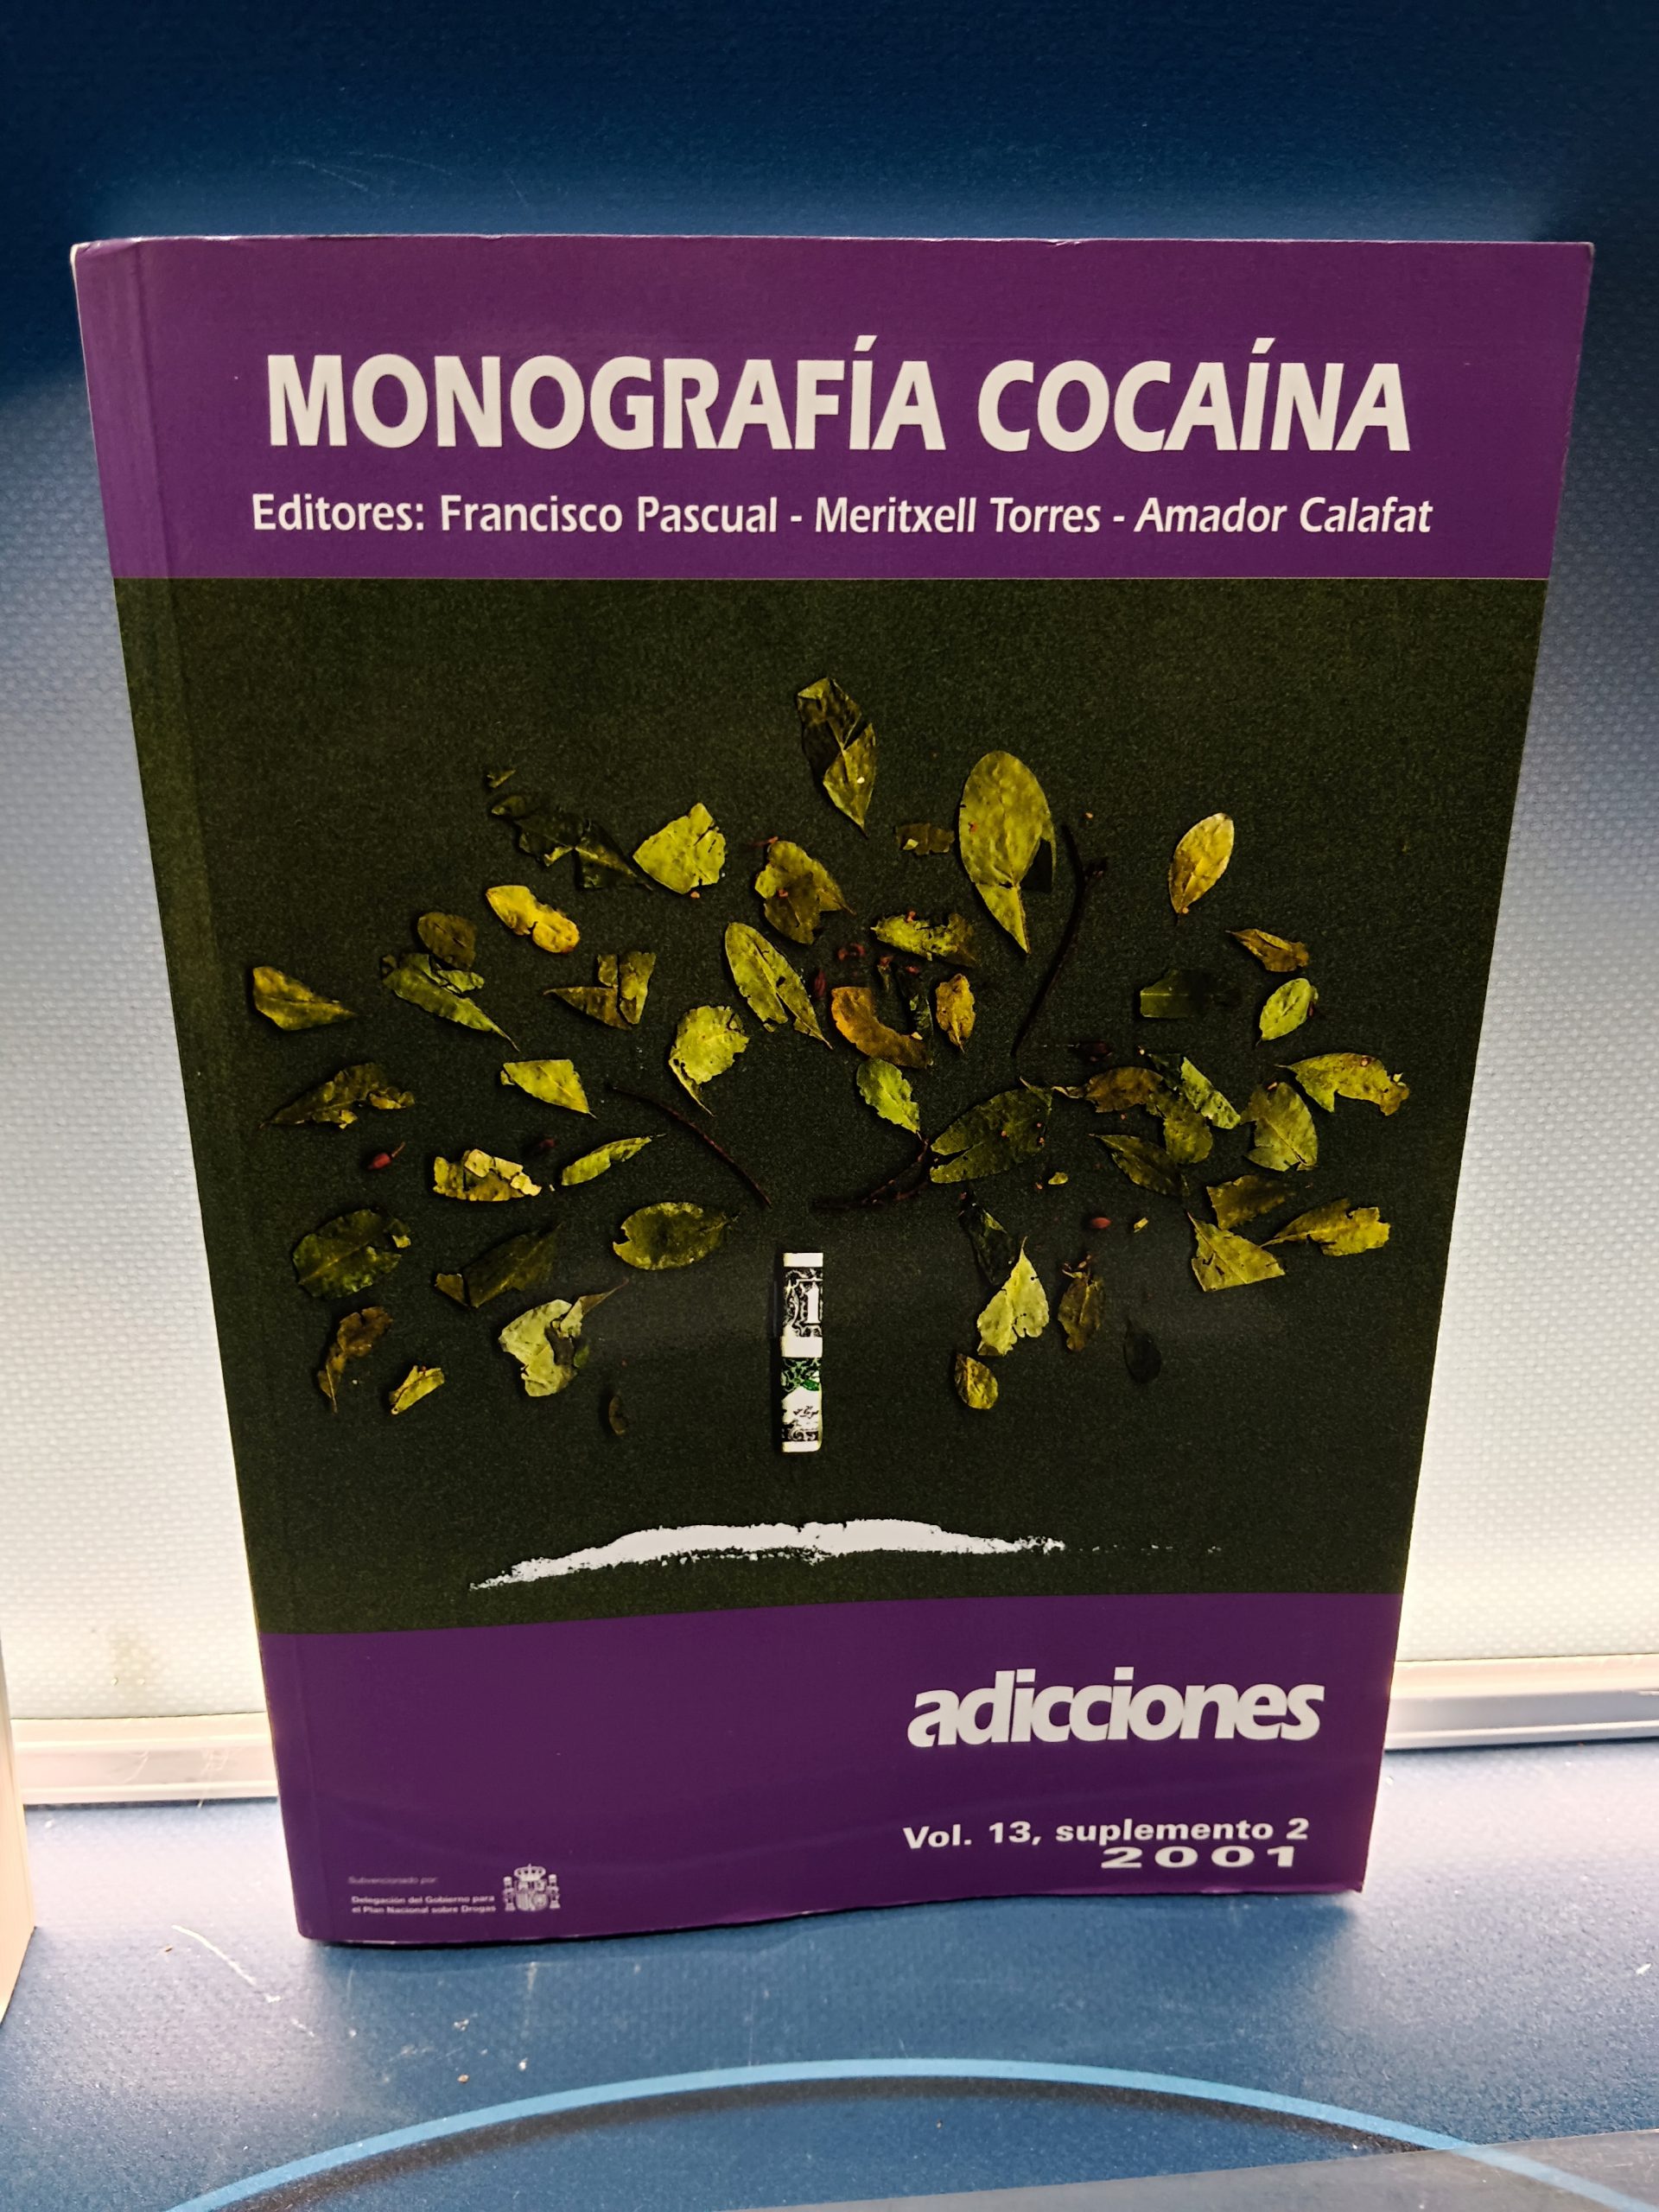 MONOGRAFÍA COCAÍNA
Editores: Francisco Pascual - Meritxell Torres - Amador Calafat
1
adicciones
Vol. 13, suplemento 2
2001
Subvencionado por:
Delegación del Gobierno para
el Plan Nacional sobre Drogas